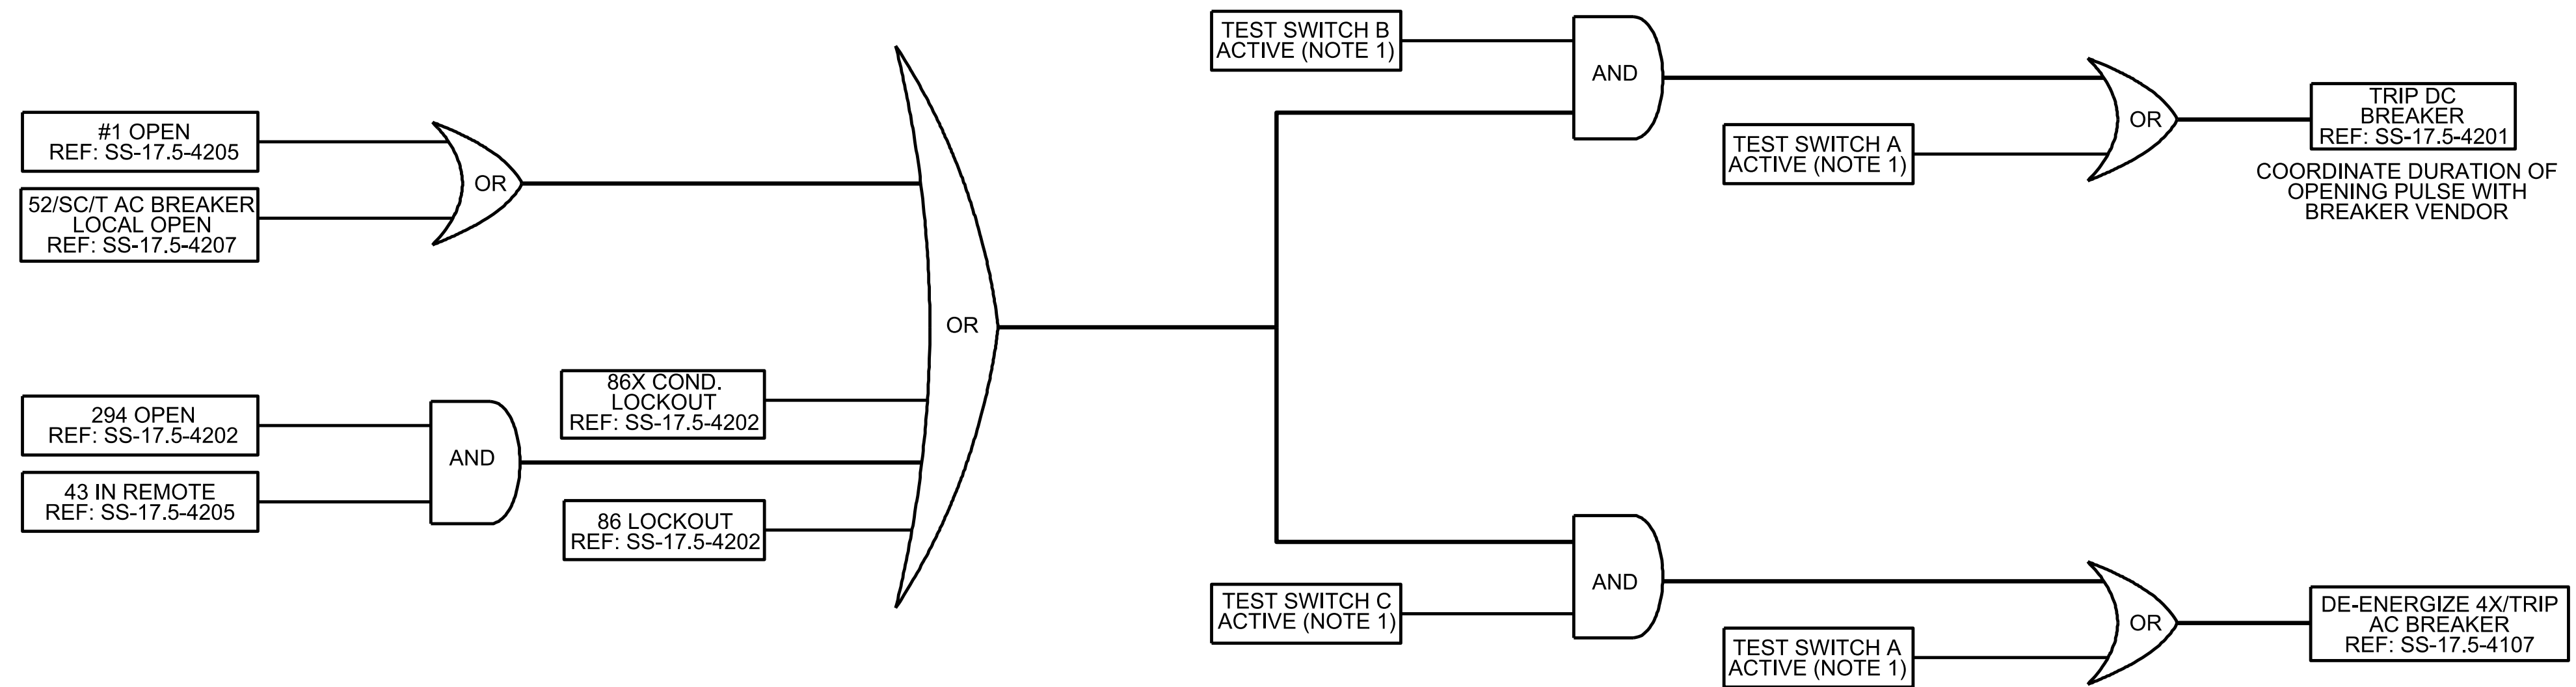 TEST SWITCH B
ACTIVE (NOTE 1)
AND
#1 OPEN
REF: SS-17.5-4205
OR
52/SC/T AC BREAKER
LOCAL OPEN
REF: SS-17.5-4207
TEST SWITCH A
ACTIVE (NOTE 1)
OR
TRIP DC
BREAKER
REF: SS-17.5-4201
COORDINATE DURATION OF
OPENING PULSE WITH
BREAKER VENDOR
OR
86X COND.
LOCKOUT
REF: SS-17.5-4202
294 OPEN
REF: SS-17.5-4202
AND
43 IN REMOTE
REF: SS-17.5-4205
86 LOCKOUT
REF: SS-17.5-4202
AND
TEST SWITCH C
ACTIVE (NOTE 1)
TEST SWITCH A
ACTIVE (NOTE 1)
OR
DE-ENERGIZE 4X/TRIP
AC BREAKER
REF: SS-17.5-4107